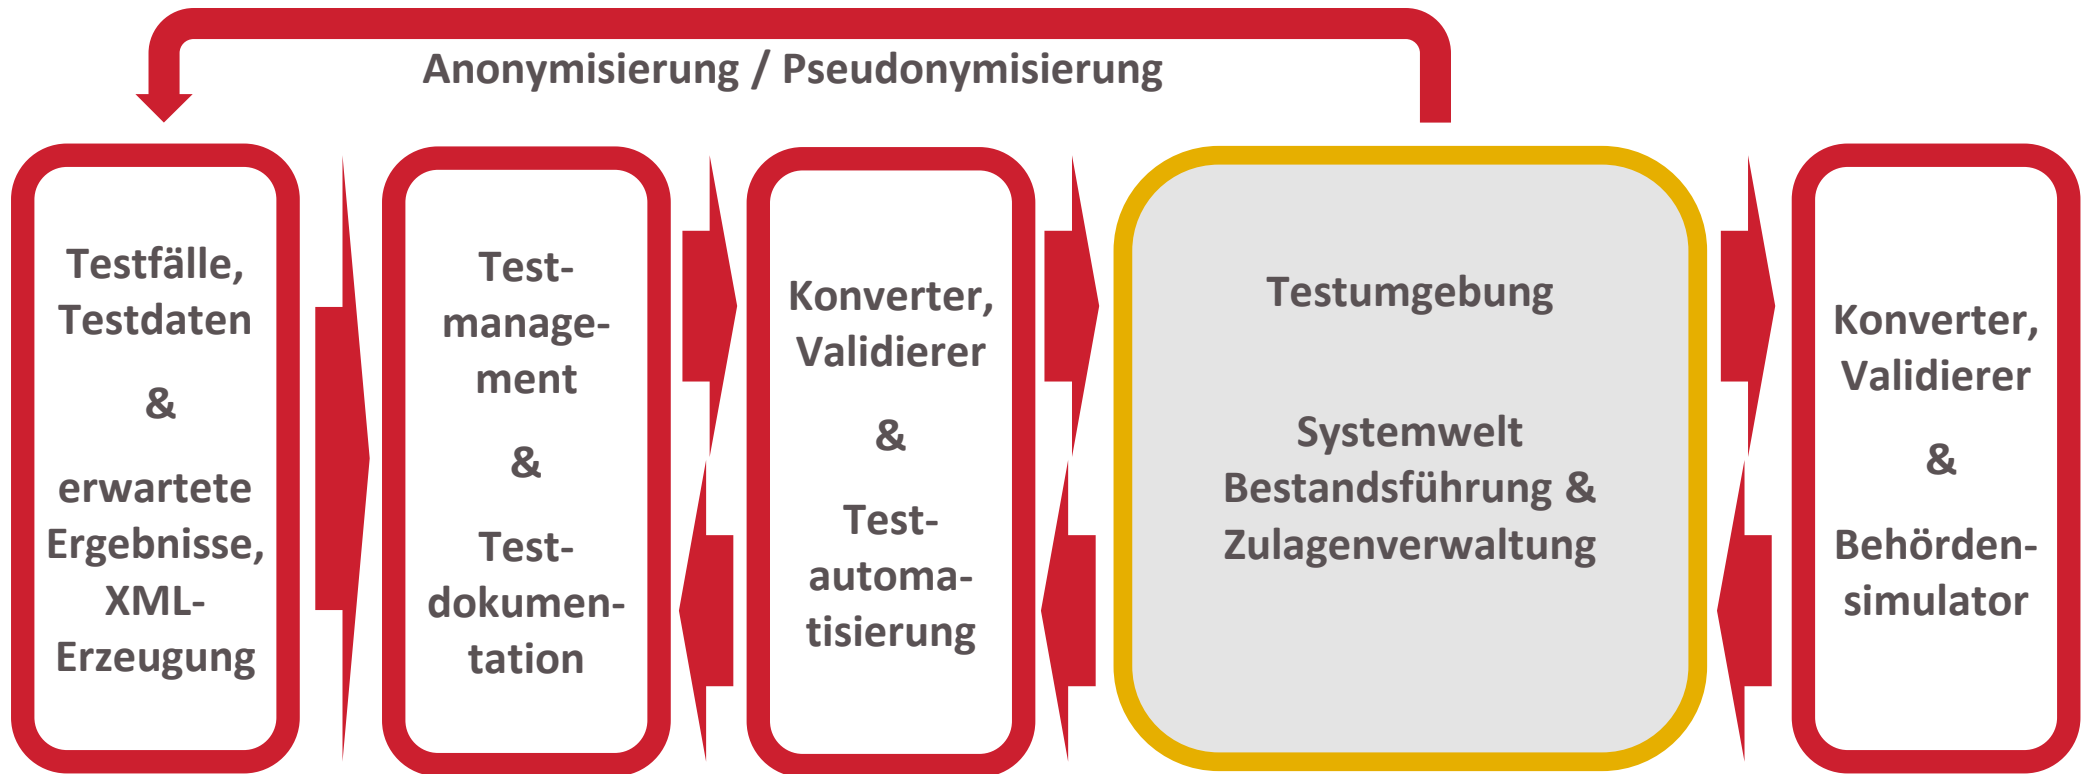 Anonymisierung / Pseudonymisierung
Testfälle,
Testdaten
&
erwartete
Ergebnisse,
XML-
Erzeugung
Test-
manage-
ment
&
Test-
dokumen-
tation
Konverter,
Validierer
&
Test-
automa-
tisierung
Testumgebung
Systemwelt
Bestandsführung &
Zulagenverwaltung
Konverter,
Validierer
&
Behörden-
simulator